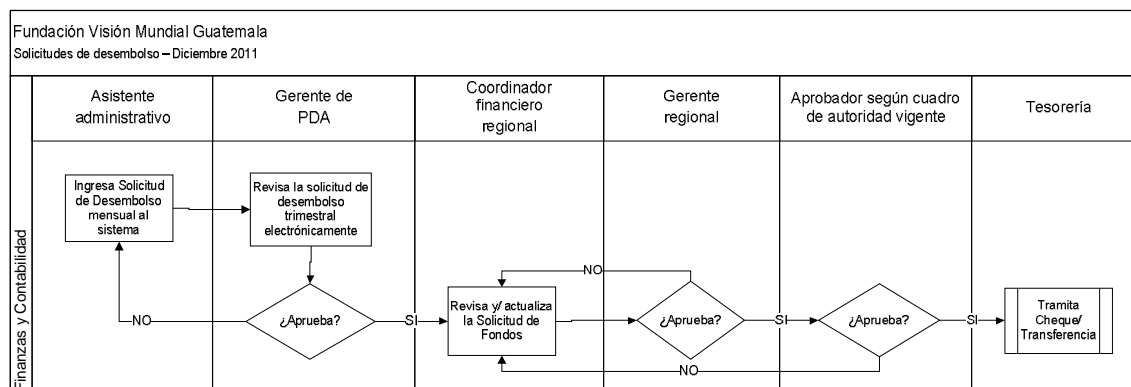 Fundación Visión Mundial Guatemala
Solicitudes de desembolso – Diciembre 2011
Asistente
administrativo
Gerente de
PDA
Coordinador
financiero
regional
Gerente
regional
Aprobador según cuadro
de autoridad vigente
Tesorería
Finanzas y Contabilidad
Ingresa Solicitud
de Desembolso
mensual al
sistema
Revisa la solicitud de
desembolso
trimestral
electrónicamente
NO
¿Aprueba?
SI
Revisa y/ actualiza
la Solicitud de
Fondos
NO
¿Aprueba?
SI
¿Aprueba?
NO
SI
Tramita
Cheque/
Transferencia